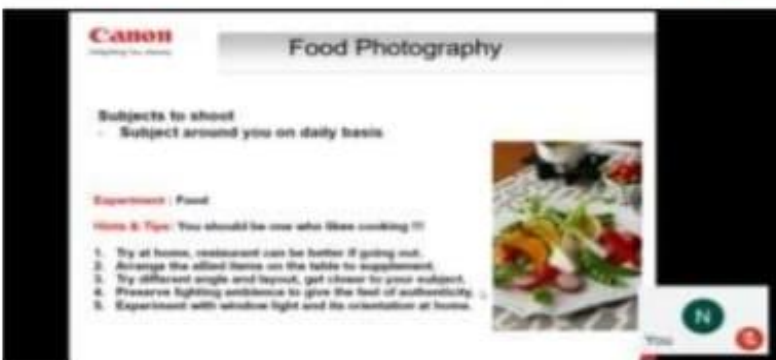 Canon
Food Photography
Subjects to shoot
- Subject around you on daily basis
Experiment : Food
Hints & Tips: You should be one who likes cooking !!!
1. Try at home, restaurant can be better if going out.
2. Arrange the allied items on the table to supplement.
3. Try different angle and layout, get closer to your subject.
4. Preserve lighting ambience to give the feel of authenticity.
5. Experiment with window light and its orientation at home.
N
You